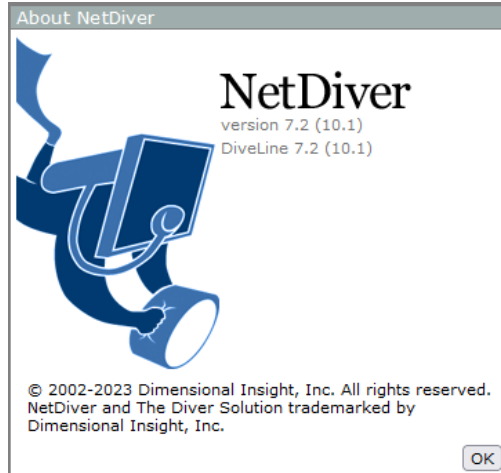 About NetDiver
NetDiver
version 7.2 (10.1)
DiveLine 7.2 (10.1)
© 2002-2023 Dimensional Insight, Inc. All rights reserved.
NetDiver and The Diver Solution trademarked by
Dimensional Insight, Inc.
OK